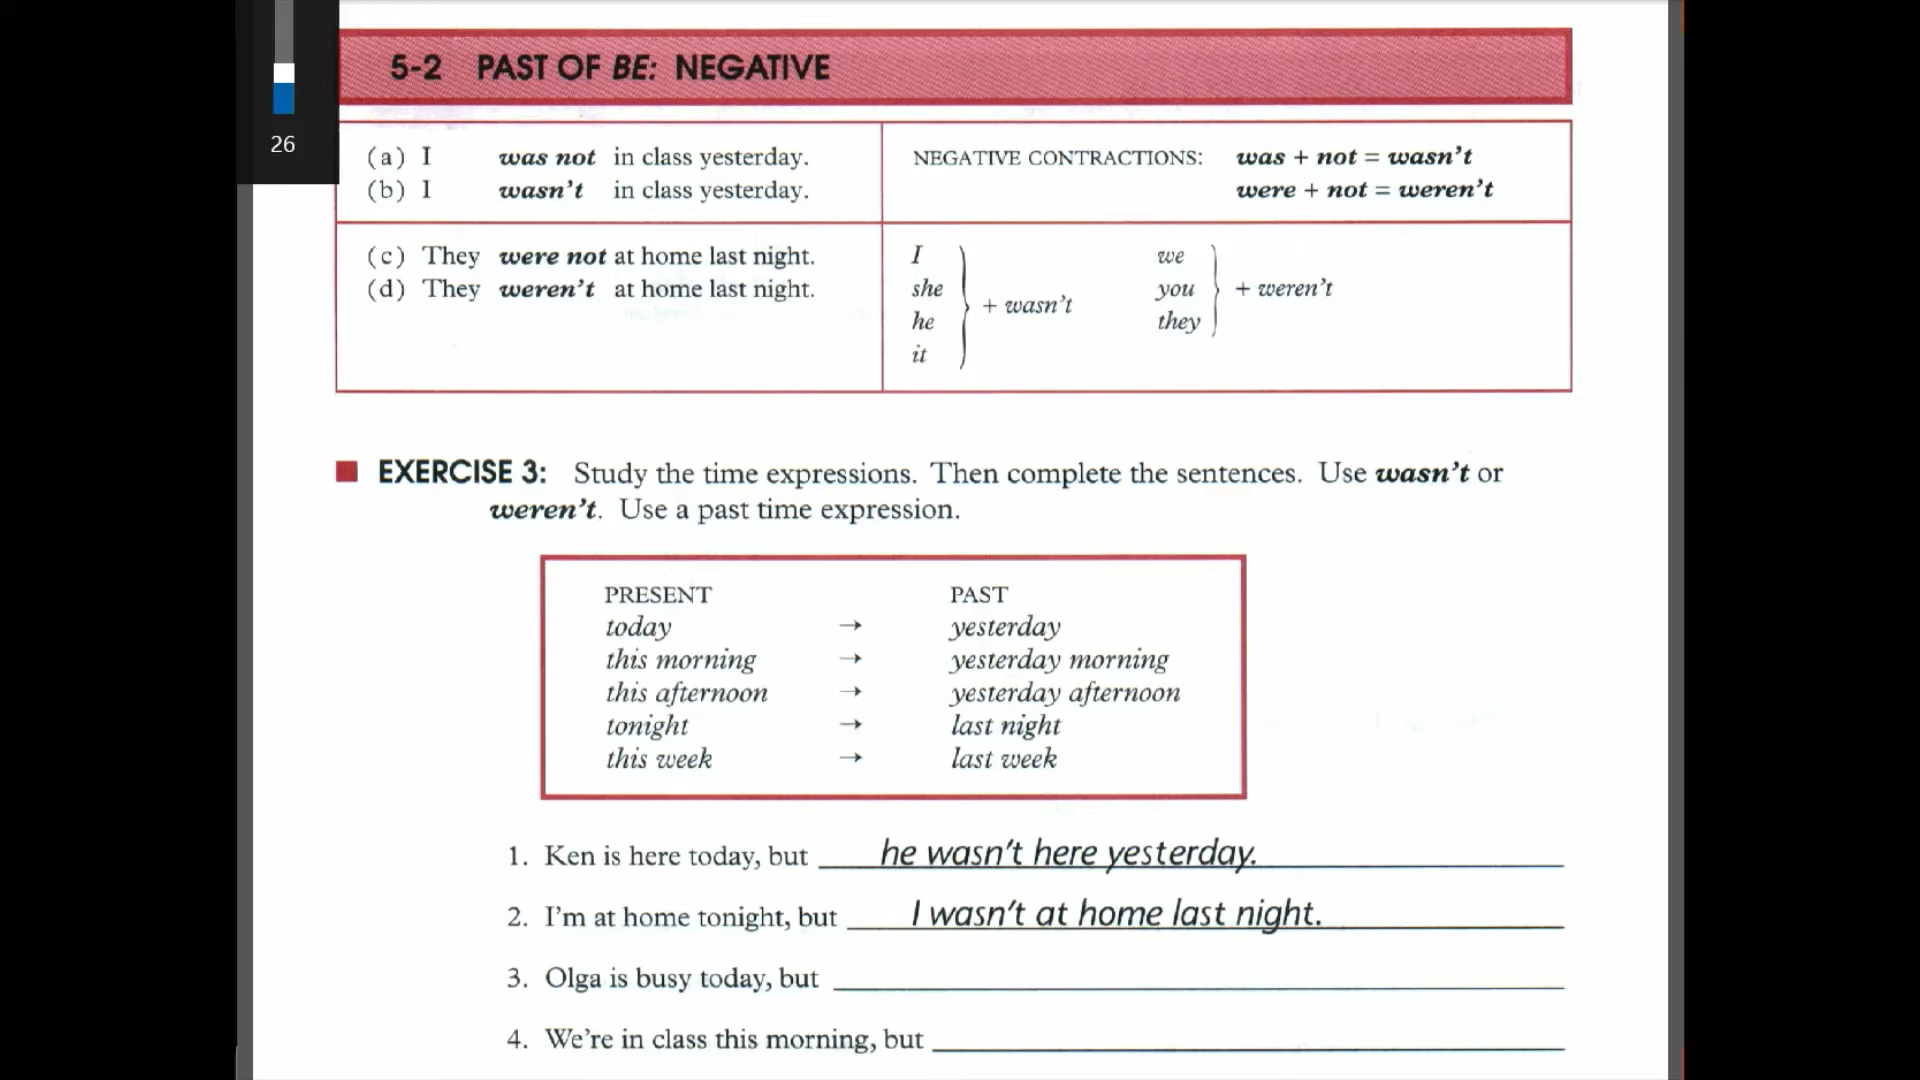 26
5-2 PAST OF BE: NEGATIVE
(a) I was not in class yesterday.
(b) I wasn't in class yesterday.
NEGATIVE CONTRACTIONS: was + not = wasn't
were + not = weren't
(c) They were not at home last night.
(d) They weren't at home last night.
I
she
he
it
+ wasn't
we
you
they
+ weren't
EXERCISE 3: Study the time expressions. Then complete the sentences. Use wasn't or
weren't. Use a past time expression.
PRESENT PAST
today → yesterday
this morning → yesterday morning
this afternoon → yesterday afternoon
tonight → last night
this week → last week
1. Ken is here today, but he wasn't here yesterday.
2. I'm at home tonight, but I wasn't at home last night.
3. Olga is busy today, but
4. We're in class this morning, but